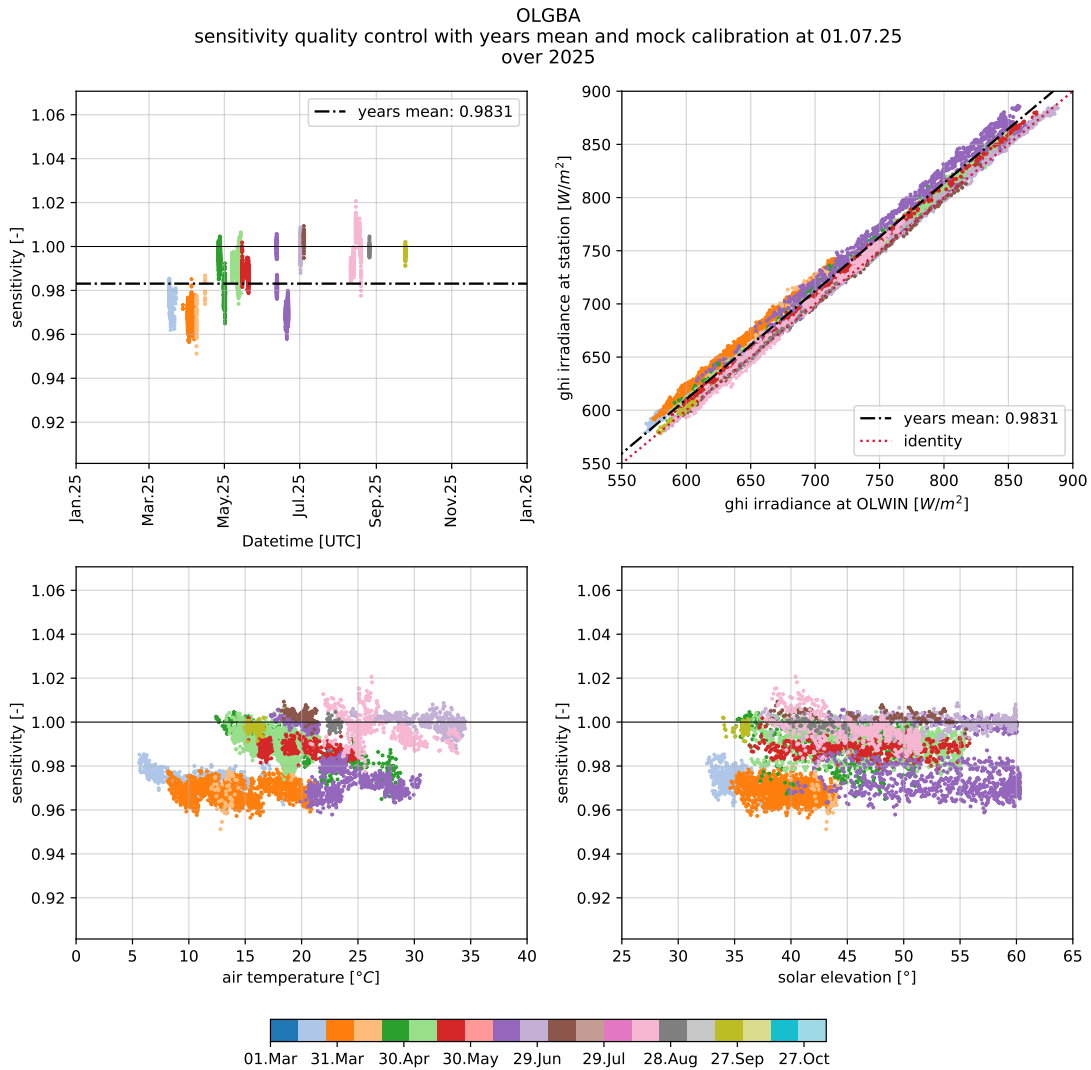 OLGBA
sensitivity quality control with years mean and mock calibration at 01.07.25
over 2025
sensitivity [-]
1.06
1.04
1.02
1.00
0.98
0.96
0.94
0.92
years mean: 0.9831
Jan.25
Mar.25
May.25
Jul.25
Sep.25
Nov.25
Jan.26
Datetime [UTC]
ghi irradiance at station [W/m²]
900
850
800
750
700
650
600
550
years mean: 0.9831
identity
550 600 650 700 750 800 850 900
ghi irradiance at OLWIN [W/m²]
sensitivity [-]
1.06
1.04
1.02
1.00
0.98
0.96
0.94
0.92
0 5 10 15 20 25 30 35 40
air temperature [°C]
sensitivity [-]
1.06
1.04
1.02
1.00
0.98
0.96
0.94
0.92
25 30 35 40 45 50 55 60 65
solar elevation [°]
01.Mar 31.Mar 30.Apr 30.May 29.Jun 29.Jul 28.Aug 27.Sep 27.Oct